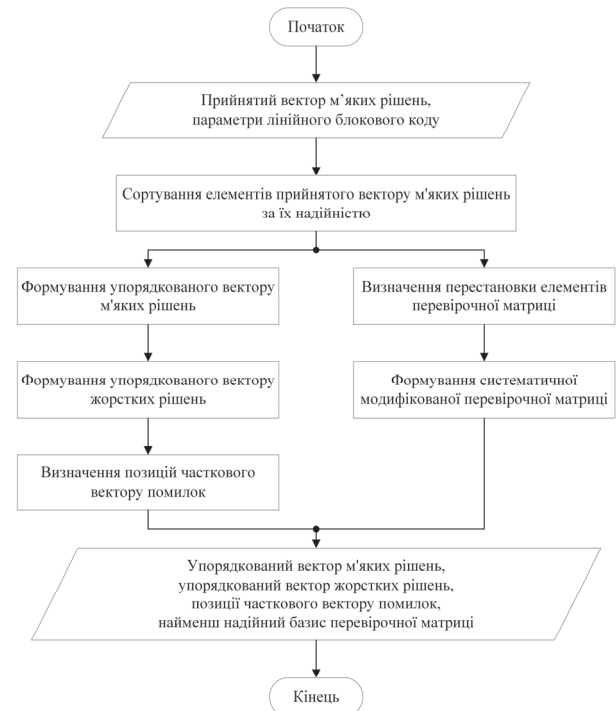 Початок
Прийнятий вектор м’яких рішень,
параметри лінійного блокового коду
Сортування елементів прийнятого вектору м'яких рішень
за їх надійністю
Формування упорядкованого вектору
м'яких рішень
Визначення перестановки елементів
перевірочної матриці
Формування упорядкованого вектору
жорстких рішень
Формування систематичної
модифікованої перевірочної матриці
Визначення позицій часткового
вектору помилок
Упорядкований вектор м'яких рішень,
упорядкований вектор жорстких рішень,
позиції часткового вектору помилок,
найменш надійний базис перевірочної матриці
Кінець